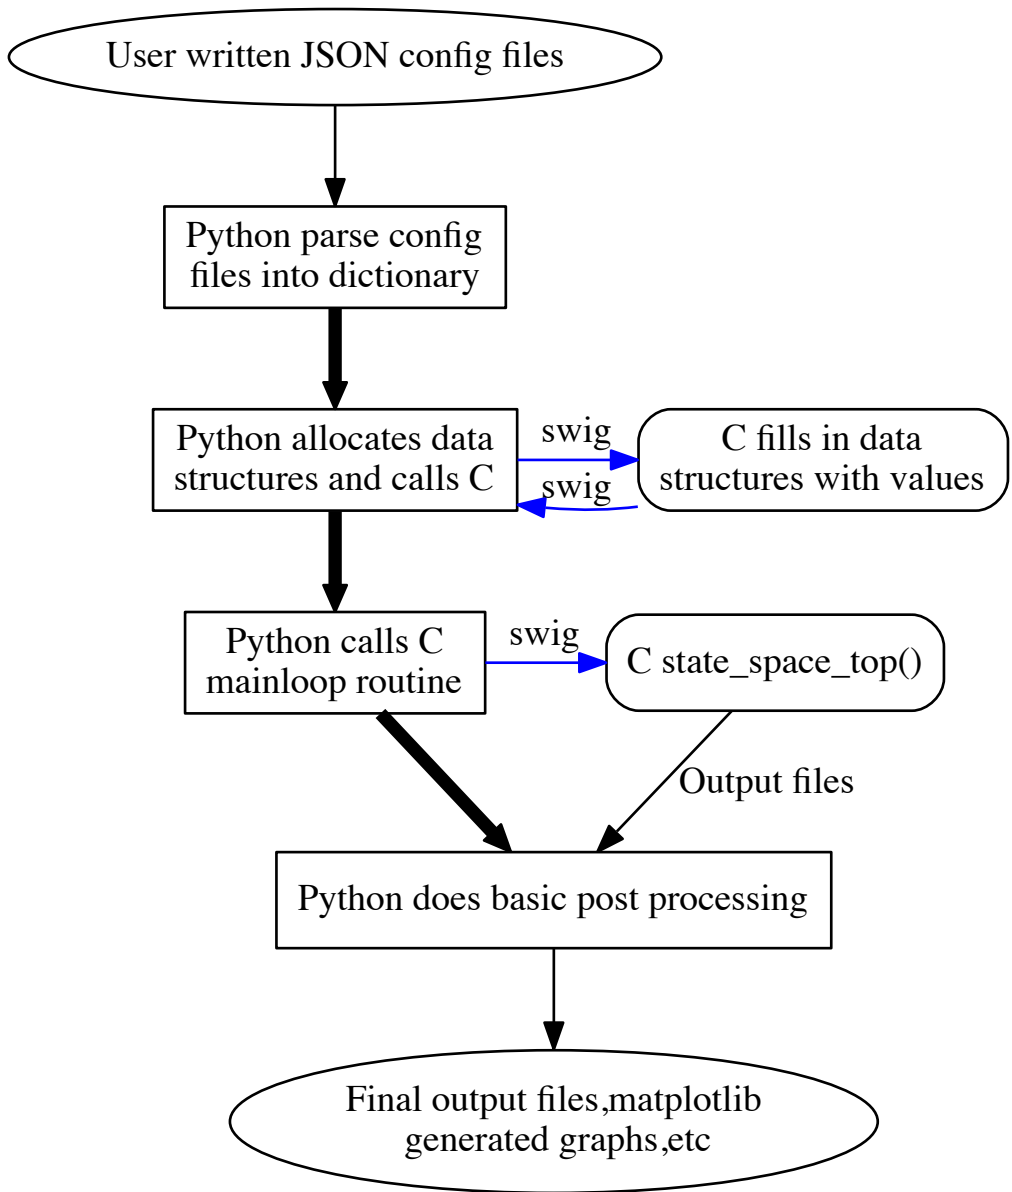 User written JSON config files
Python parse config
files into dictionary
Python allocates data
structures and calls C
swig
swig
C fills in data
structures with values
Python calls C
mainloop routine
swig
C state_space_top()
Output files
Python does basic post processing
Final output files,matplotlib
generated graphs,etc